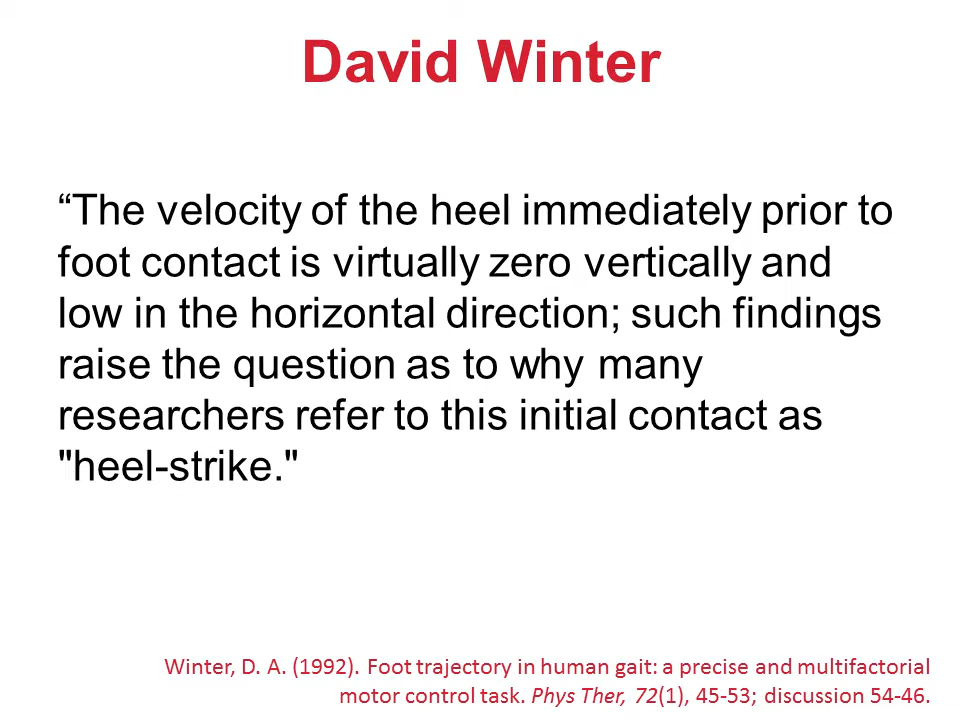 David Winter
“The velocity of the heel immediately prior to
foot contact is virtually zero vertically and
low in the horizontal direction; such findings
raise the question as to why many
researchers refer to this initial contact as
"heel-strike."
Winter, D. A. (1992). Foot trajectory in human gait: a precise and multifactorial
motor control task. Phys Ther, 72(1), 45-53; discussion 54-46.